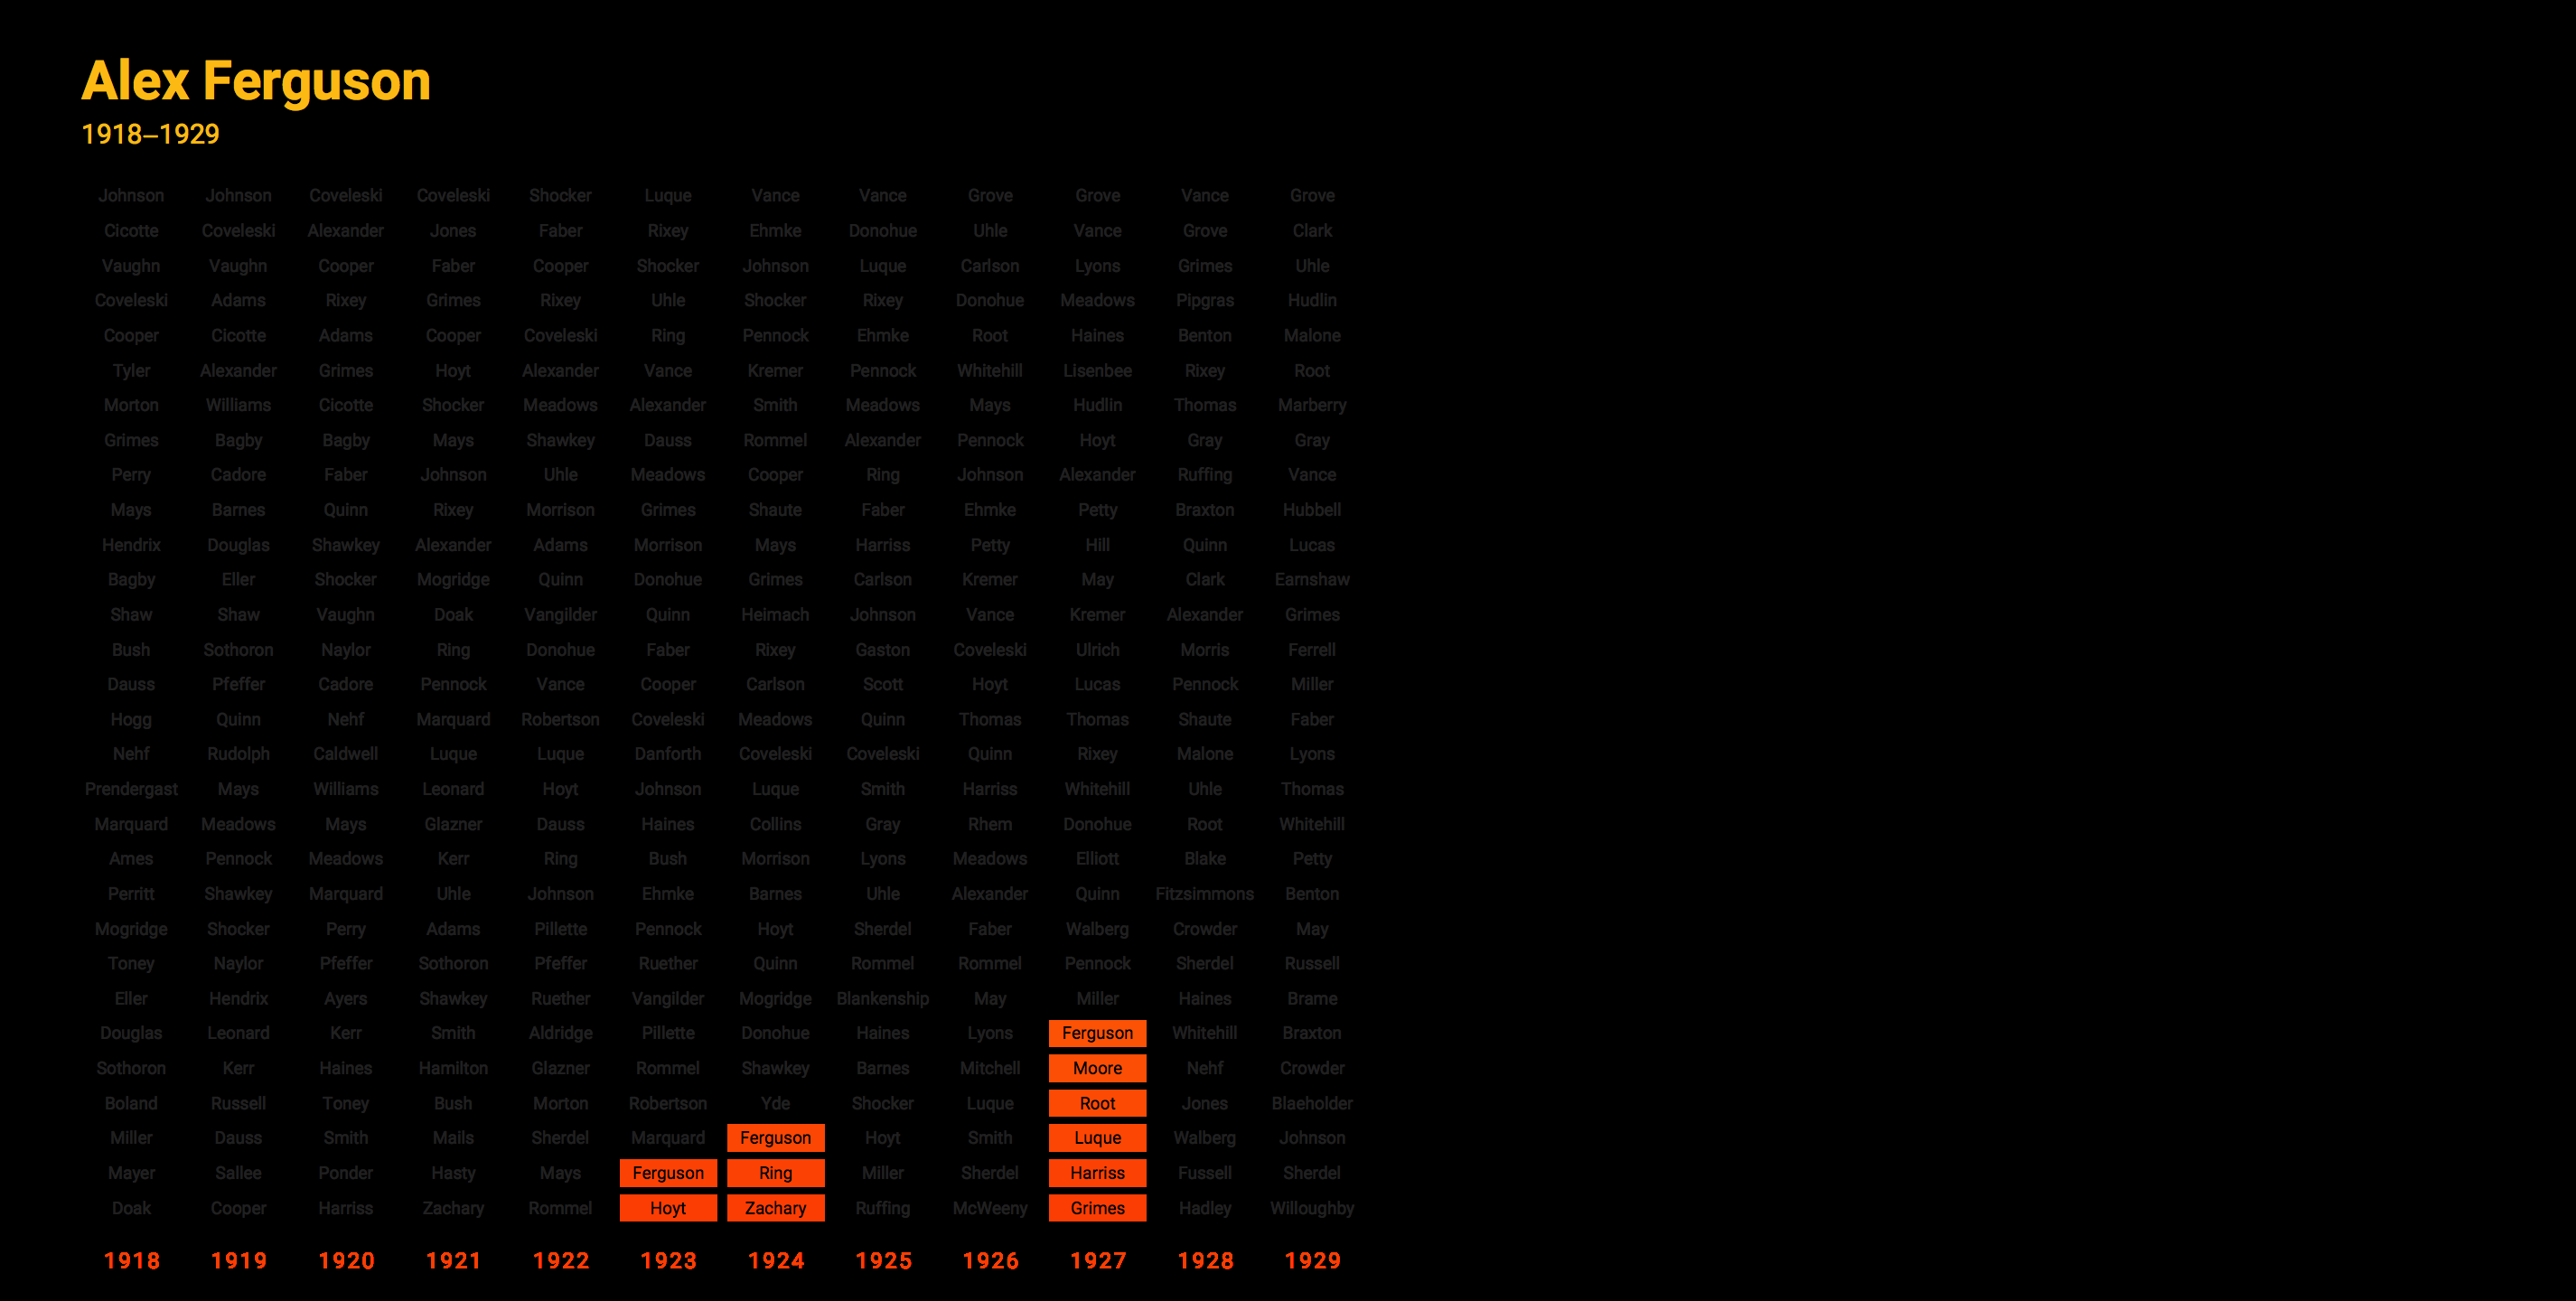 Alex Ferguson
1918–1929
Johnson Johnson Coveleski Coveleski Shocker Luque Vance Vance Grove Grove Vance Grove
Cicotte Coveleski Alexander Jones Faber Rixey Ehmke Donohue Uhle Vance Grove Clark
Vaughn Vaughn Cooper Faber Cooper Shocker Johnson Luque Carlson Lyons Grimes Uhle
Coveleski Adams Rixey Grimes Rixey Uhle Shocker Rixey Donohue Meadows Pipgras Hudlin
Cooper Cicotte Adams Cooper Coveleski Ring Pennock Ehmke Root Haines Benton Malone
Tyler Alexander Grimes Hoyt Alexander Vance Kremer Pennock Whitehill Lisenbee Rixey Root
Morton Williams Cicotte Shocker Meadows Alexander Smith Meadows Mays Hudlin Thomas Marberry
Grimes Bagby Bagby Mays Shawkey Dauss Rommel Alexander Pennock Hoyt Gray Gray
Perry Cadore Faber Johnson Uhle Meadows Cooper Ring Johnson Alexander Ruffing Vance
Mays Barnes Quinn Rixey Morrison Grimes Shaute Faber Ehmke Petty Braxton Hubbell
Hendrix Douglas Shawkey Alexander Adams Morrison Mays Harriss Petty Hill Quinn Lucas
Bagby Eller Shocker Mogridge Quinn Donohue Grimes Carlson Kremer May Clark Earnshaw
Shaw Shaw Vaughn Doak Vangilder Quinn Heimach Johnson Vance Kremer Alexander Grimes
Bush Sothoron Naylor Ring Donohue Faber Rixey Gaston Coveleski Ulrich Morris Ferrell
Dauss Pfeffer Cadore Pennock Vance Cooper Carlson Scott Hoyt Lucas Pennock Miller
Hogg Quinn Nehf Marquard Robertson Coveleski Meadows Quinn Thomas Thomas Shaute Faber
Nehf Rudolph Caldwell Luque Luque Danforth Coveleski Coveleski Quinn Rixey Malone Lyons
Prendergast Mays Williams Leonard Hoyt Johnson Luque Smith Harriss Whitehill Uhle Thomas
Marquard Meadows Mays Glazner Dauss Haines Collins Gray Rhem Donohue Root Whitehill
Ames Pennock Meadows Kerr Ring Bush Morrison Lyons Meadows Elliott Blake Petty
Perritt Shawkey Marquard Uhle Johnson Ehmke Barnes Uhle Alexander Quinn Fitzsimmons Benton
Mogridge Shocker Perry Adams Pillette Pennock Hoyt Sherdel Faber Walberg Crowder May
Toney Naylor Pfeffer Sothoron Pfeffer Ruether Quinn Rommel Rommel Pennock Sherdel Russell
Eller Hendrix Ayers Shawkey Ruether Vangilder Mogridge Blankenship May Miller Haines Brame
Douglas Leonard Kerr Smith Aldridge Pillette Donohue Haines Lyons Ferguson Whitehill Braxton
Sothoron Kerr Haines Hamilton Glazner Rommel Shawkey Barnes Mitchell Moore Nehf Crowder
Boland Russell Toney Bush Morton Robertson Yde Shocker Luque Root Jones Blaeholder
Miller Dauss Smith Mails Sherdel Marquard Ferguson Hoyt Smith Luque Walberg Johnson
Mayer Sallee Ponder Hasty Mays Ferguson Ring Miller Sherdel Harriss Fussell Sherdel
Doak Cooper Harriss Zachary Rommel Hoyt Zachary Ruffing McWeeny Grimes Hadley Willoughby
1918 1919 1920 1921 1922 1923 1924 1925 1926 1927 1928 1929